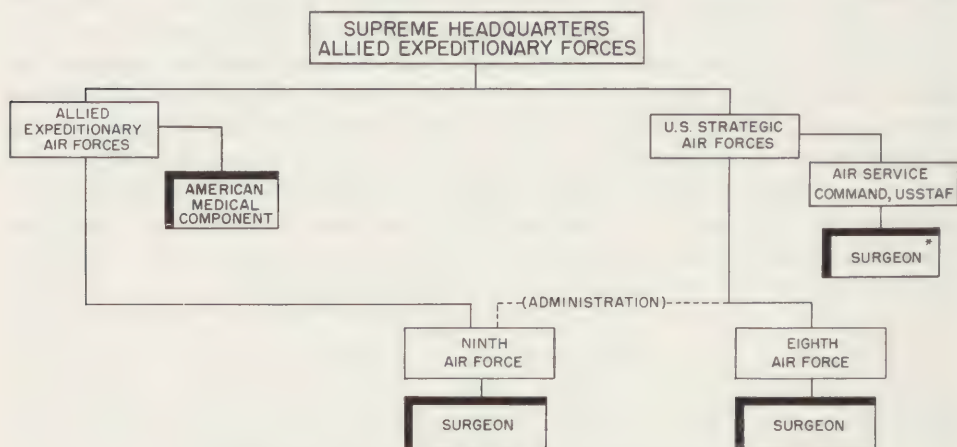 SUPREME HEADQUARTERS
ALLIED EXPEDITIONARY FORCES
ALLIED
EXPEDITIONARY
AIR FORCES
U.S. STRATEGIC
AIR FORCES
AMERICAN
MEDICAL
COMPONENT
AIR SERVICE
COMMAND, USSTAF
SURGEON *
(ADMINISTRATION)
NINTH
AIR FORCE
EIGHTH
AIR FORCE
SURGEON
SURGEON